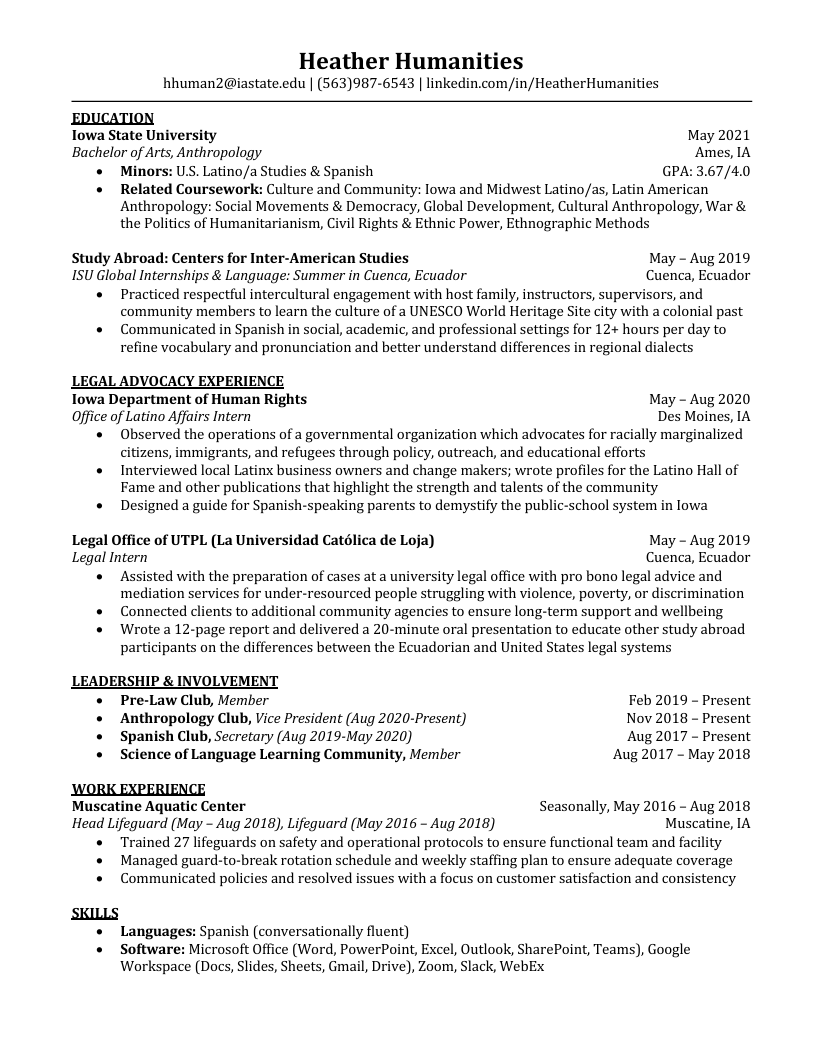 Heather Humanities
hhuman2@iastate.edu | (563)987-6543 | linkedin.com/in/HeatherHumanities
EDUCATION
Iowa State University May 2021
Bachelor of Arts, Anthropology Ames, IA
• Minors: U.S. Latino/a Studies & Spanish GPA: 3.67/4.0
• Related Coursework: Culture and Community: Iowa and Midwest Latino/as, Latin American
Anthropology: Social Movements & Democracy, Global Development, Cultural Anthropology, War &
the Politics of Humanitarianism, Civil Rights & Ethnic Power, Ethnographic Methods
Study Abroad: Centers for Inter-American Studies May – Aug 2019
ISU Global Internships & Language: Summer in Cuenca, Ecuador Cuenca, Ecuador
• Practiced respectful intercultural engagement with host family, instructors, supervisors, and
community members to learn the culture of a UNESCO World Heritage Site city with a colonial past
• Communicated in Spanish in social, academic, and professional settings for 12+ hours per day to
refine vocabulary and pronunciation and better understand differences in regional dialects
LEGAL ADVOCACY EXPERIENCE
Iowa Department of Human Rights May – Aug 2020
Office of Latino Affairs Intern Des Moines, IA
• Observed the operations of a governmental organization which advocates for racially marginalized
citizens, immigrants, and refugees through policy, outreach, and educational efforts
• Interviewed local Latinx business owners and change makers; wrote profiles for the Latino Hall of
Fame and other publications that highlight the strength and talents of the community
• Designed a guide for Spanish-speaking parents to demystify the public-school system in Iowa
Legal Office of UTPL (La Universidad Católica de Loja) May – Aug 2019
Legal Intern Cuenca, Ecuador
• Assisted with the preparation of cases at a university legal office with pro bono legal advice and
mediation services for under-resourced people struggling with violence, poverty, or discrimination
• Connected clients to additional community agencies to ensure long-term support and wellbeing
• Wrote a 12-page report and delivered a 20-minute oral presentation to educate other study abroad
participants on the differences between the Ecuadorian and United States legal systems
LEADERSHIP & INVOLVEMENT
• Pre-Law Club, Member Feb 2019 – Present
• Anthropology Club, Vice President (Aug 2020-Present) Nov 2018 – Present
• Spanish Club, Secretary (Aug 2019-May 2020) Aug 2017 – Present
• Science of Language Learning Community, Member Aug 2017 – May 2018
WORK EXPERIENCE
Muscatine Aquatic Center Seasonally, May 2016 – Aug 2018
Head Lifeguard (May – Aug 2018), Lifeguard (May 2016 – Aug 2018) Muscatine, IA
• Trained 27 lifeguards on safety and operational protocols to ensure functional team and facility
• Managed guard-to-break rotation schedule and weekly staffing plan to ensure adequate coverage
• Communicated policies and resolved issues with a focus on customer satisfaction and consistency
SKILLS
• Languages: Spanish (conversationally fluent)
• Software: Microsoft Office (Word, PowerPoint, Excel, Outlook, SharePoint, Teams), Google
Workspace (Docs, Slides, Sheets, Gmail, Drive), Zoom, Slack, WebEx